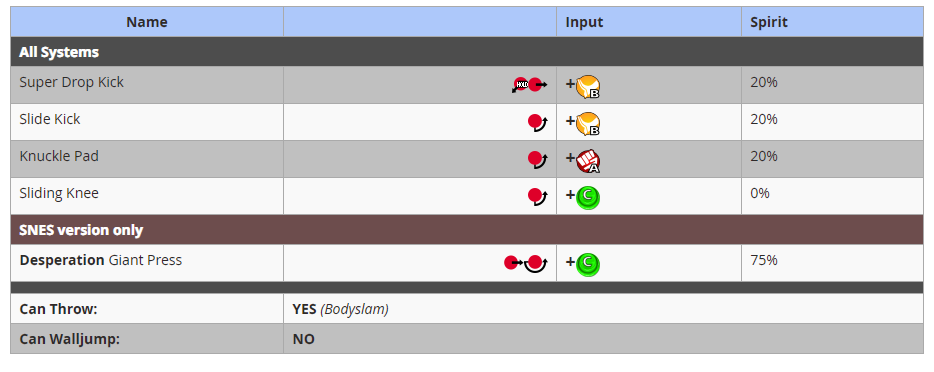 Name Input Spirit
All Systems
Super Drop Kick HOLD + B 20%
Slide Kick + B 20%
Knuckle Pad + A 20%
Sliding Knee + C 0%
SNES version only
Desperation Giant Press + C 75%
Can Throw: YES (Bodyslam)
Can Walljump: NO